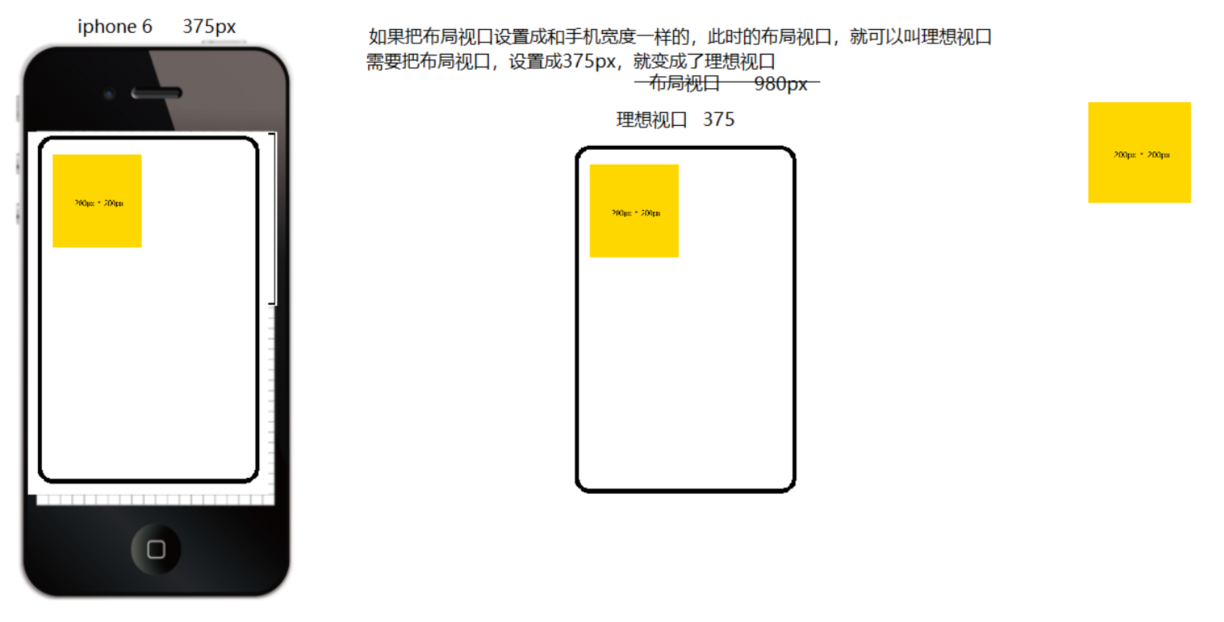 iphone 6 375px
如果把布局视口设置成和手机宽度一样的，此时的布局视口，就可以叫理想视口
需要把布局视口，设置成375px，就变成了理想视口
布局视口 980px
理想视口 375
200px * 200px
200px * 200px
200px * 200px